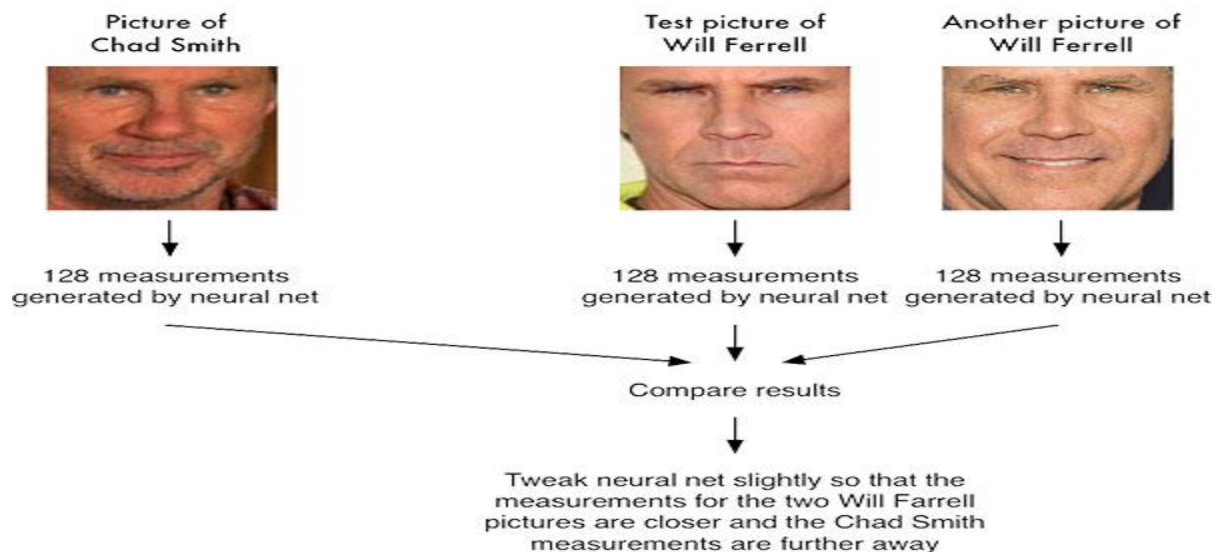 Picture of
Chad Smith
Test picture of
Will Ferrell
Another picture of
Will Ferrell
128 measurements
generated by neural net
128 measurements
generated by neural net
128 measurements
generated by neural net
Compare results
Tweak neural net slightly so that the
measurements for the two Will Farrell
pictures are closer and the Chad Smith
measurements are further away